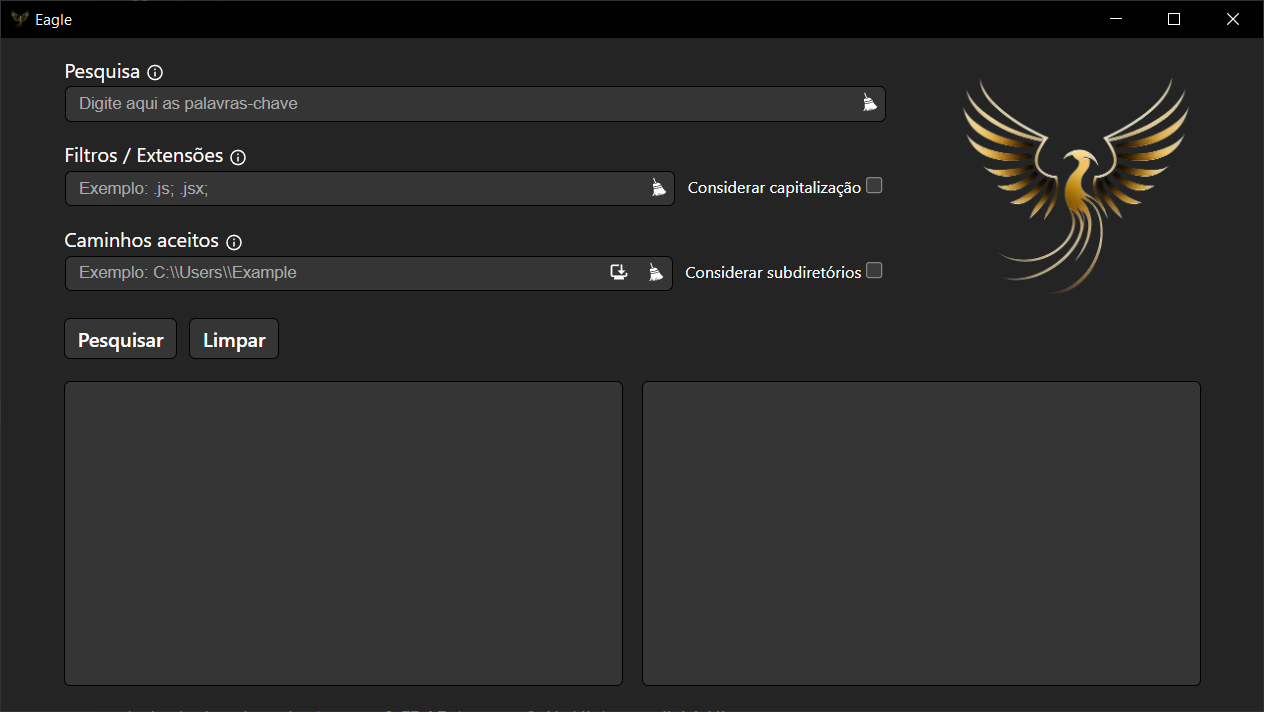 Eagle
Pesquisa
Digite aqui as palavras-chave
Filtros / Extensões
Exemplo: .js; .jsx;
Considerar capitalização
Caminhos aceitos
Exemplo: C:\\Users\\Example
Considerar subdiretórios
Pesquisar Limpar